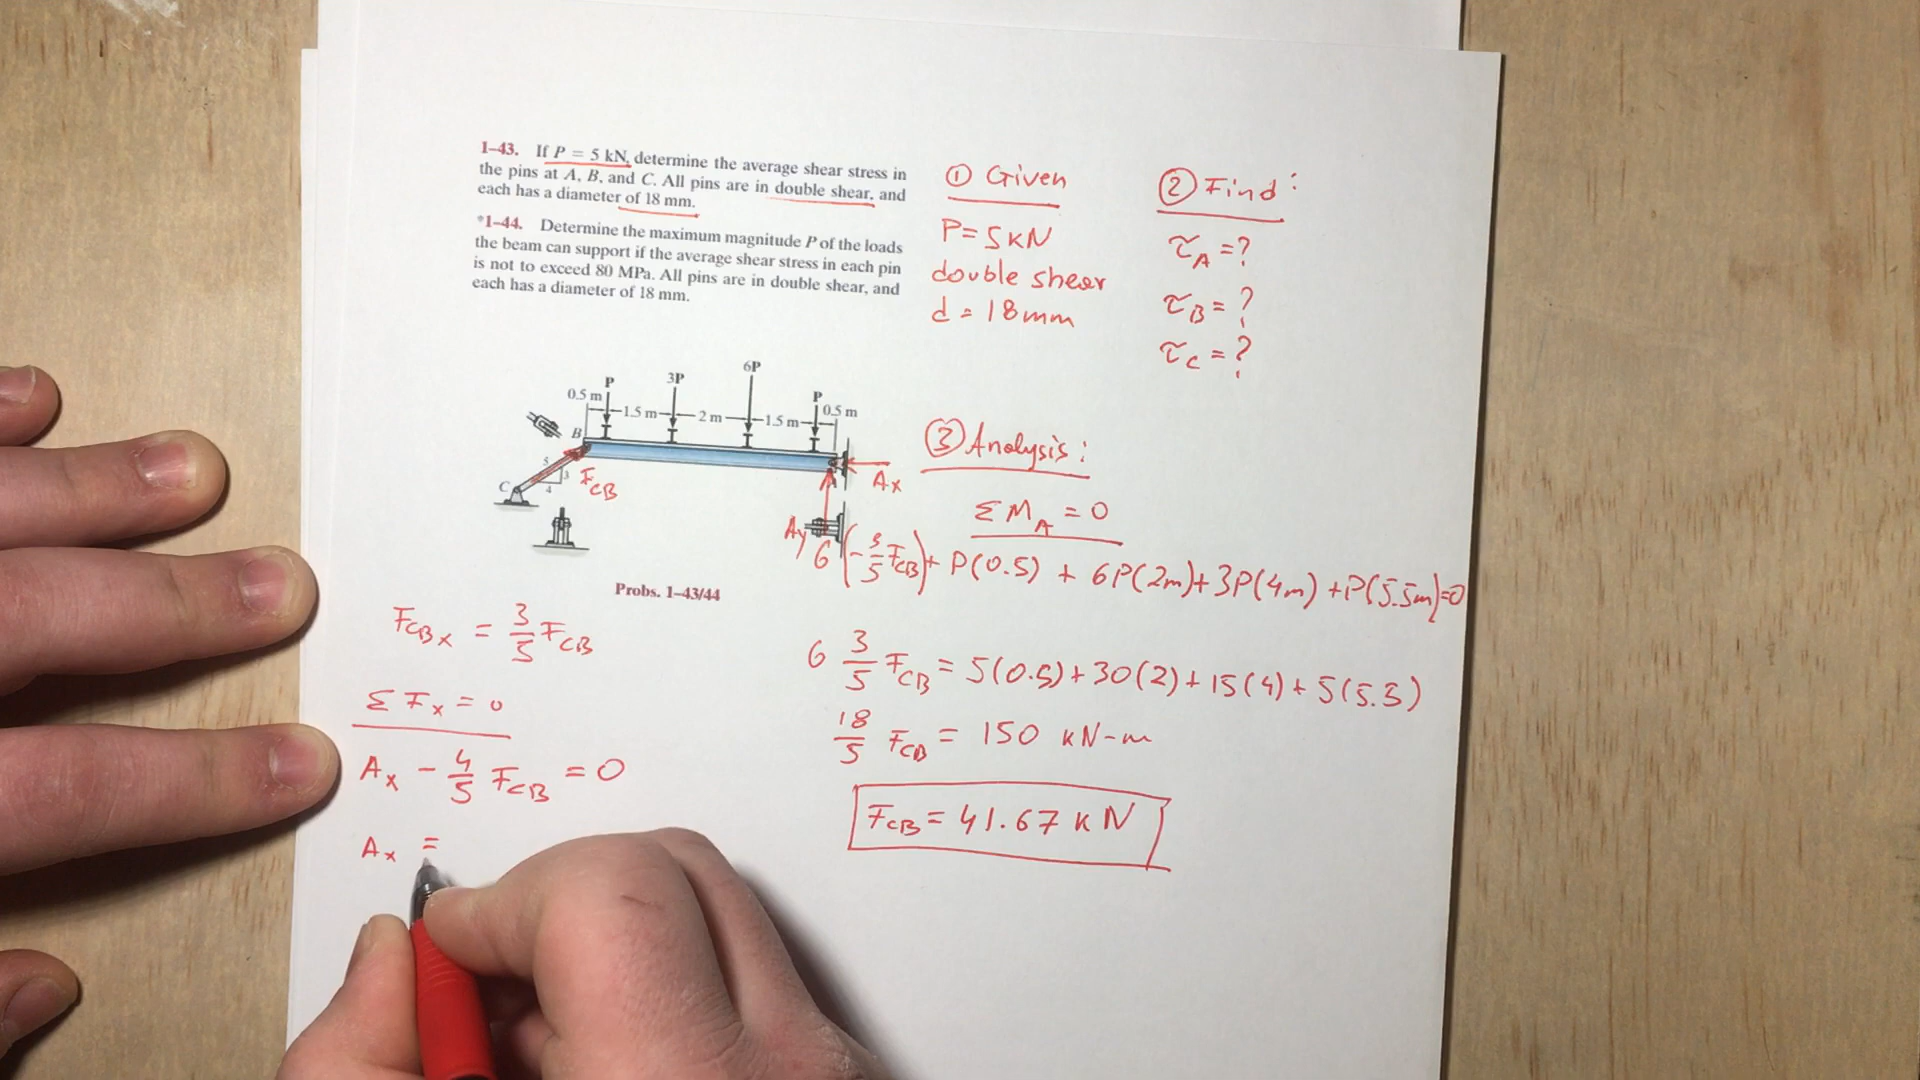 1–43. If P = 5 kN, determine the average shear stress in
the pins at A, B, and C. All pins are in double shear, and
each has a diameter of 18 mm.
*1–44. Determine the maximum magnitude P of the loads
the beam can support if the average shear stress in each pin
is not to exceed 80 MPa. All pins are in double shear, and
each has a diameter of 18 mm.
① Given
P = 5 kN
double shear
d = 18mm
② Find:
τA = ?
τB = ?
τC = ?
6P
3P
P
P
0.5 m
1.5 m
2 m
1.5 m
0.5 m
B
5
3
4
C
FCB
A
Ax
Ay
Probs. 1–43/44
③ Analysis:
ΣMA = 0
6(-3/5 FCB) + P(0.5) + 6P(2m) + 3P(4m) + P(5.5m) = 0
6 3/5 FCB = 5(0.5) + 30(2) + 15(4) + 5(5.5)
18/5 FCB = 150 kN-m
FCB = 41.67 kN
FCBx = 3/5 FCB
ΣFx = 0
Ax - 4/5 FCB = 0
Ax =